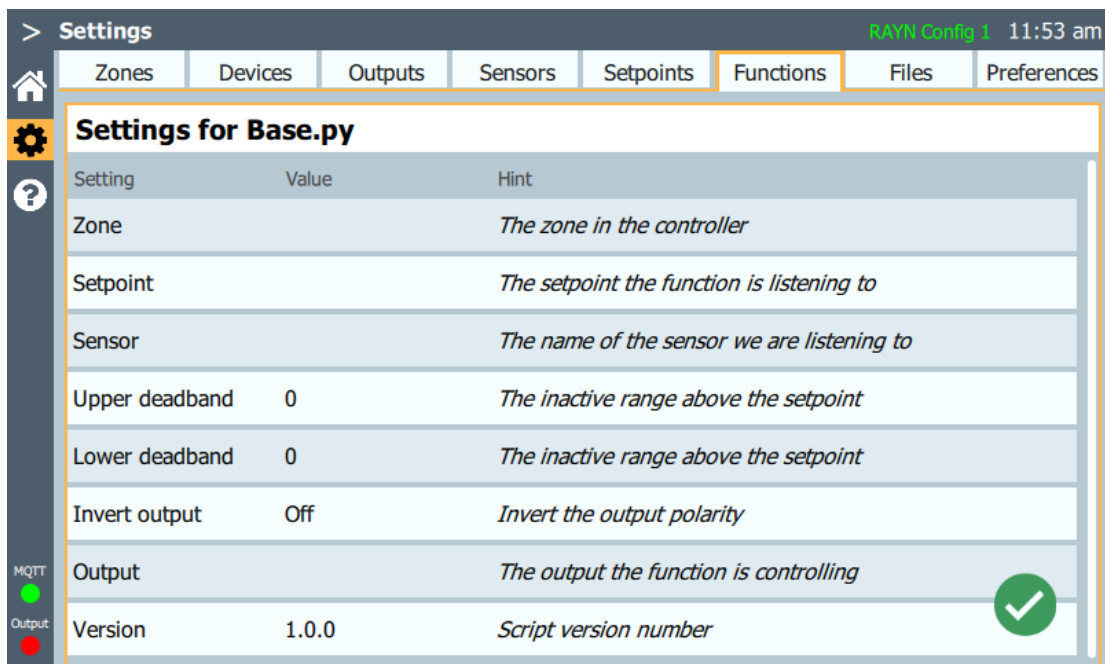 > Settings RAYN Config 1 11:53 am
Zones Devices Outputs Sensors Setpoints Functions Files Preferences
Settings for Base.py
Setting Value Hint
Zone The zone in the controller
Setpoint The setpoint the function is listening to
Sensor The name of the sensor we are listening to
Upper deadband 0 The inactive range above the setpoint
Lower deadband 0 The inactive range above the setpoint
Invert output Off Invert the output polarity
MQTT
Output The output the function is controlling
Output
Version 1.0.0 Script version number